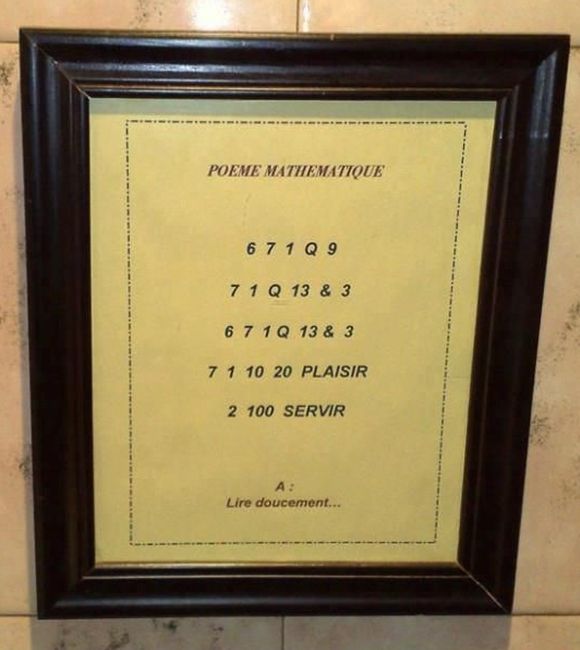 POEME MATHEMATIQUE
6 7 1 Q 9
7 1 Q 13 & 3
6 7 1 Q 13 & 3
7 1 10 20 PLAISIR
2 100 SERVIR
A :
Lire doucement...